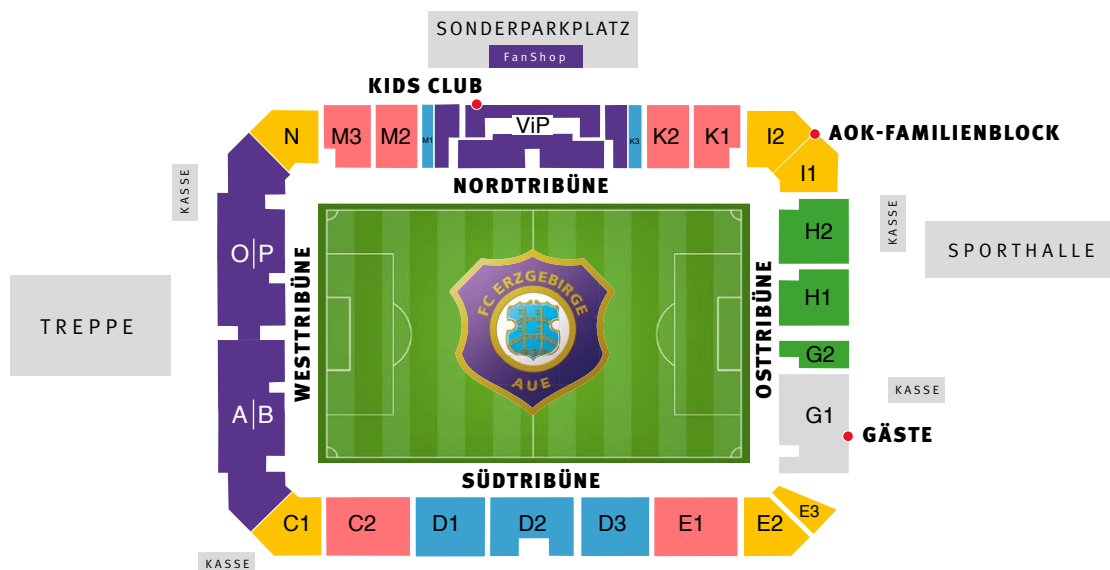 SONDERPARKPLATZ
FanShop
KIDS CLUB
N
M3
M2
M1
ViP
K3
K2
K1
I2
AOK-FAMILIENBLOCK
I1
NORDTRIBÜNE
KASSE
KASSE
H2
SPORTHALLE
O|P
FC ERZGEBIRGE
AUE
H1
TREPPE
WESTTRIBÜNE
OSTTRIBÜNE
G2
KASSE
A|B
G1
GÄSTE
SÜDTRIBÜNE
C1
C2
D1
D2
D3
E1
E2
E3
KASSE